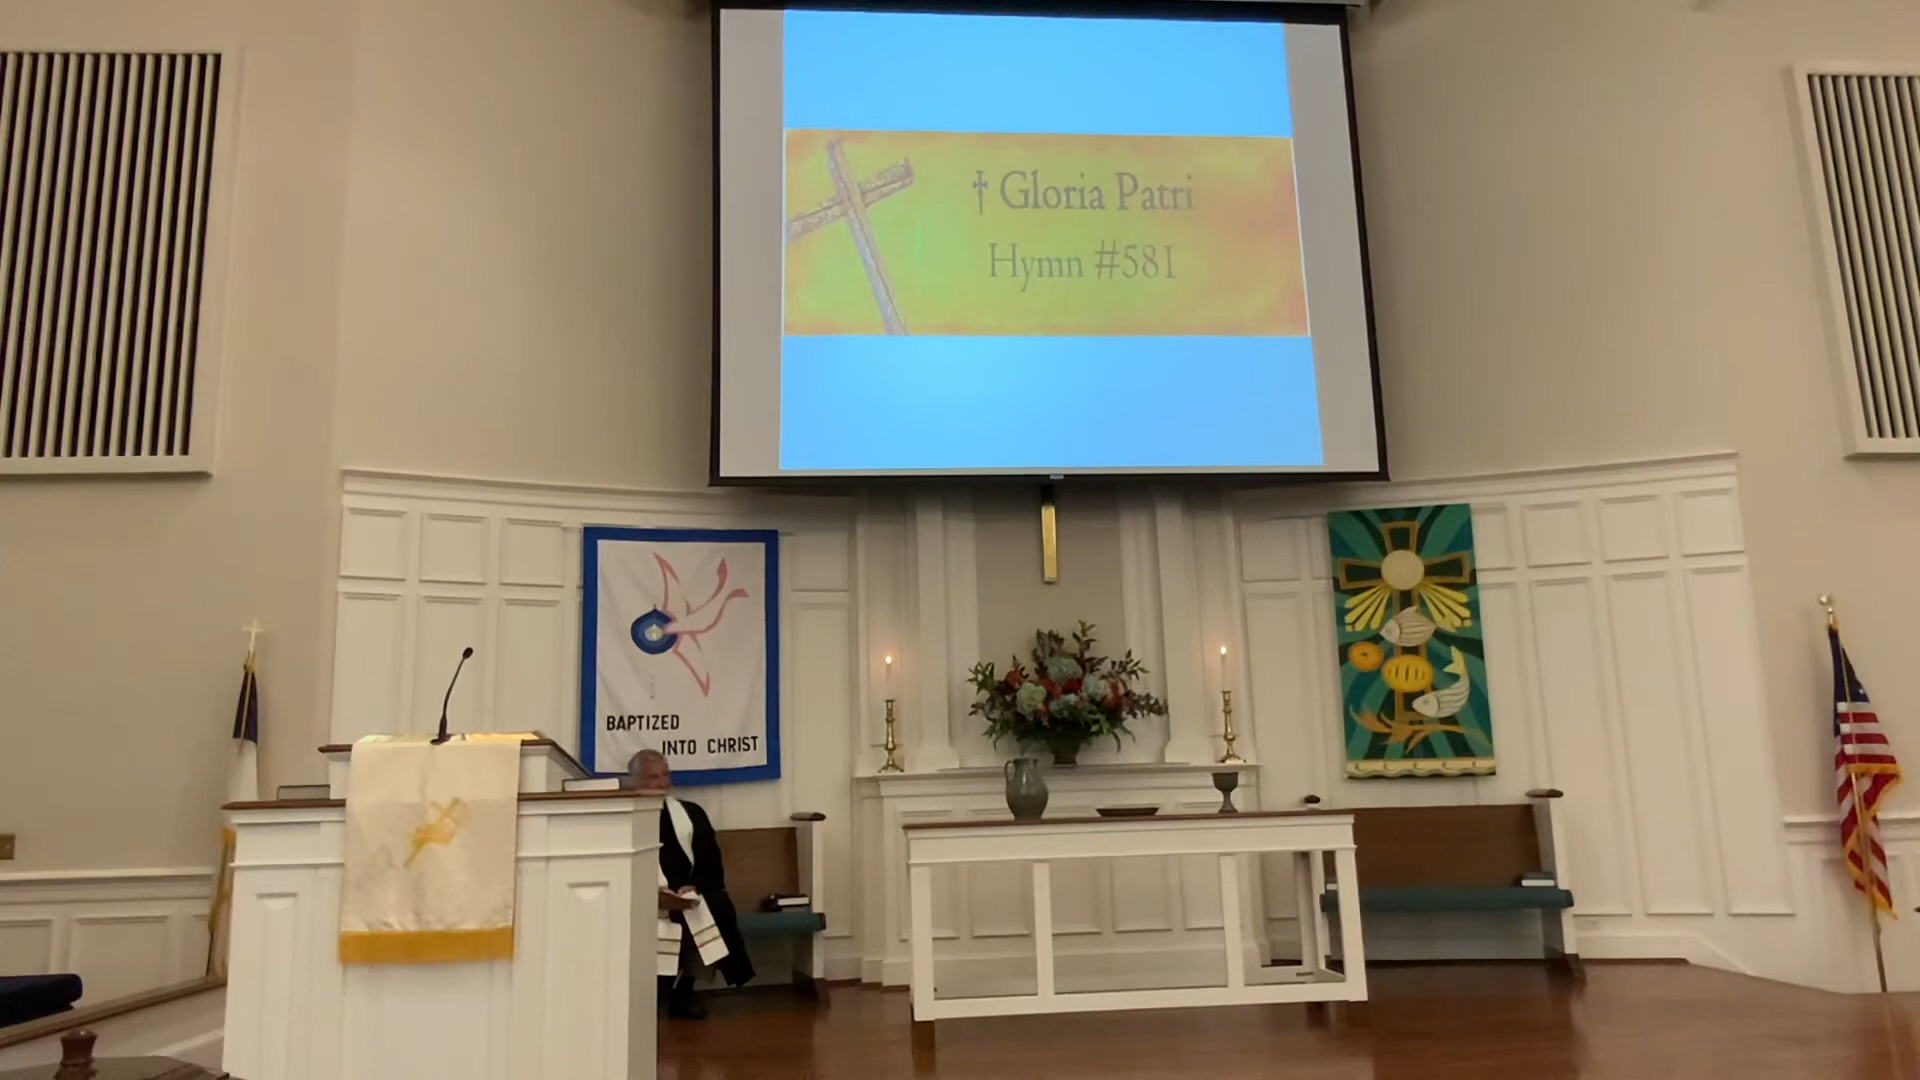 † Gloria Patri
Hymn #581
BAPTIZED
INTO CHRIST